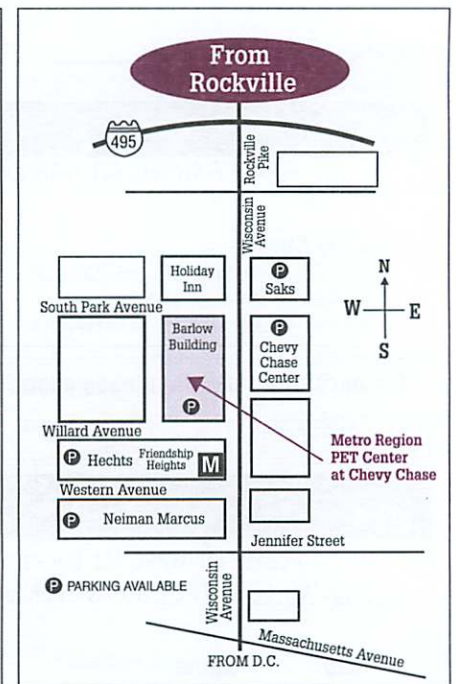 From
Rockville
495
Rockville
Pike
Wisconsin
Avenue
Holiday
Inn
P
Saks
N
W E
S
South Park Avenue
Barlow
Building
P
P
Chevy
Chase
Center
Willard Avenue
Metro Region
PET Center
at Chevy Chase
P Hechts Friendship
Heights M
Western Avenue
P Neiman Marcus
Jennifer Street
P PARKING AVAILABLE
Wisconsin
Avenue
Massachusetts Avenue
FROM D.C.